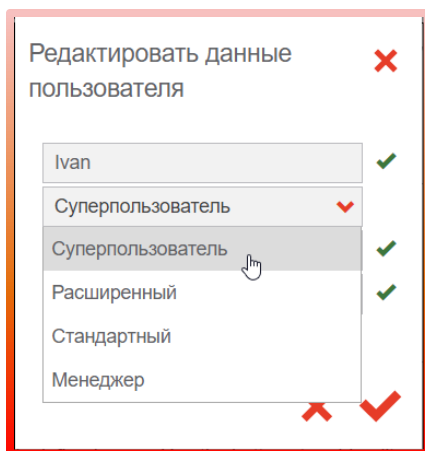 Редактировать данные
пользователя
Ivan
Суперпользователь
Суперпользователь
Расширенный
Стандартный
Менеджер